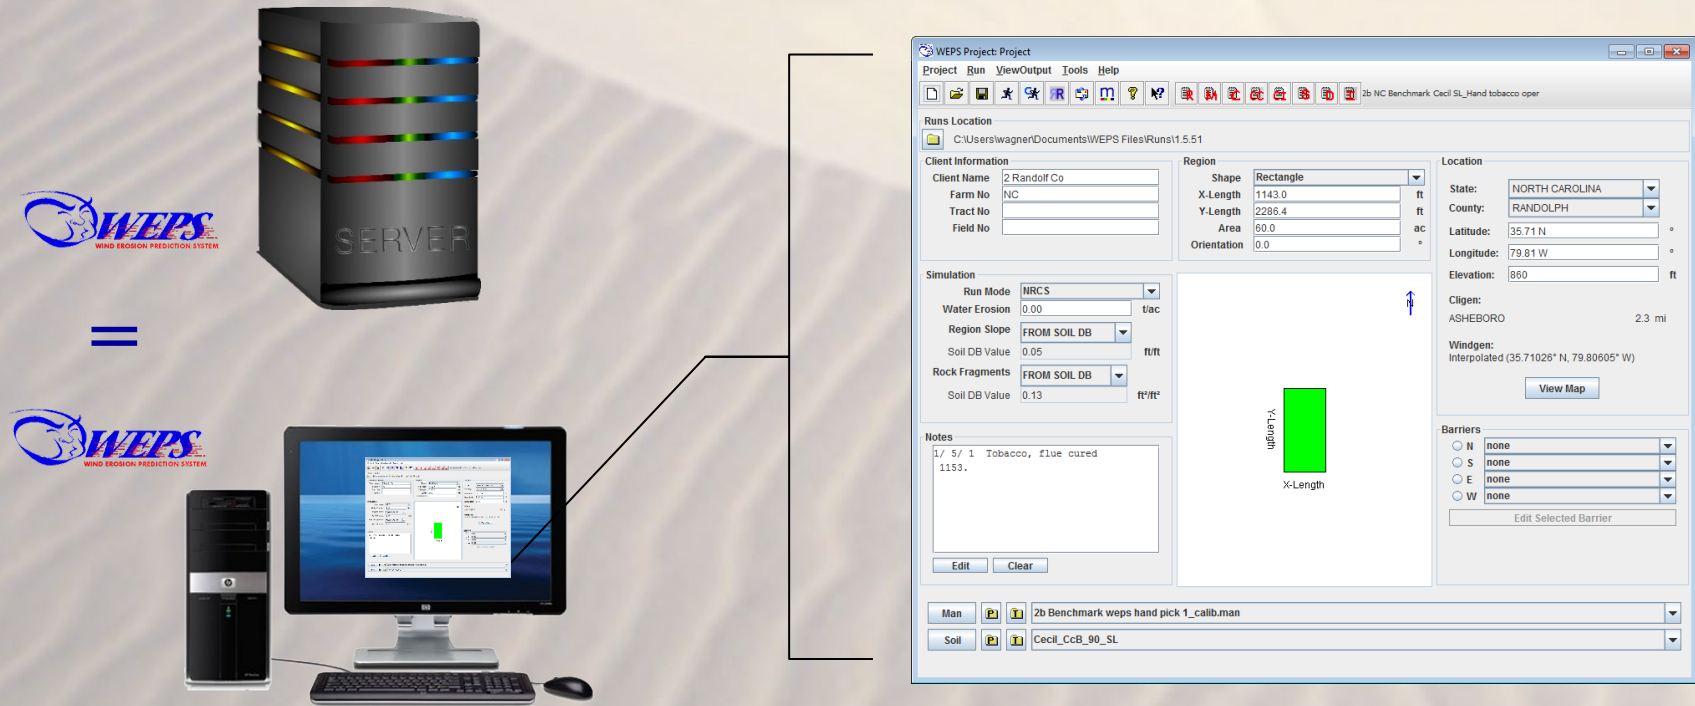 WEPS
WIND EROSION PREDICTION SYSTEM
SERVER
=
WEPS
WIND EROSION PREDICTION SYSTEM
WEPS Project: Project
Project Run ViewOutput Tools Help
2b NC Benchmark Cecil SL_Hand tobacco oper
Runs Location
C:\Users\wagner\Documents\WEPS Files\Runs\1.5.51
Client Information
Client Name 2 Randolf Co
Farm No NC
Tract No
Field No
Region
Shape Rectangle
X-Length 1143.0 ft
Y-Length 2286.4 ft
Area 60.0 ac
Orientation 0.0 °
Location
State: NORTH CAROLINA
County: RANDOLPH
Latitude: 35.71 N °
Longitude: 79.81 W °
Elevation: 860 ft
Cligen:
ASHEBORO 2.3 mi
Windgen:
Interpolated (35.71026° N, 79.80605° W)
View Map
Simulation
Run Mode NRCS
Water Erosion 0.00 t/ac
Region Slope FROM SOIL DB
Soil DB Value 0.05 ft/ft
Rock Fragments FROM SOIL DB
Soil DB Value 0.13 ft³/ft³
N
Y-Length
X-Length
Barriers
N none
S none
E none
W none
Edit Selected Barrier
Notes
1/ 5/ 1 Tobacco, flue cured
1153.
Edit Clear
Man P T 2b Benchmark weps hand pick 1_calib.man
Soil P T Cecil_CcB_90_SL